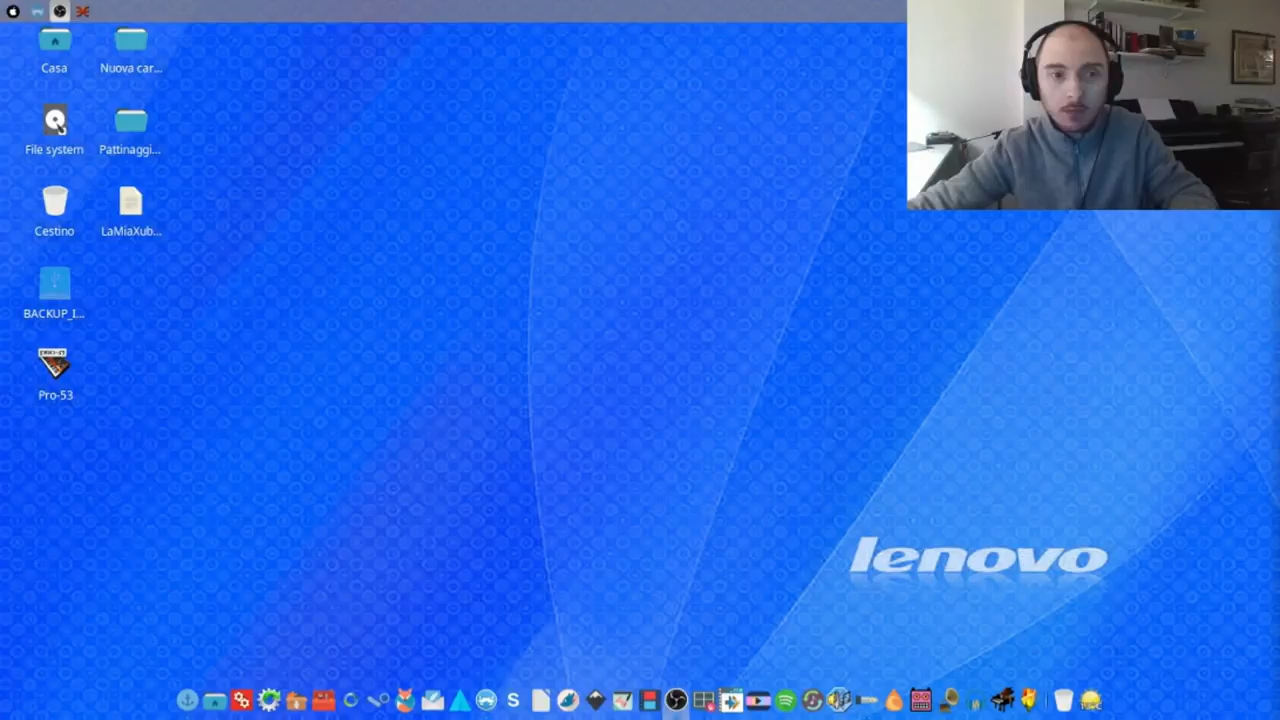 Casa
Nuova car...
File system
Pattinaggi...
Cestino
LaMiaXub...
BACKUP_I...
Pro-53
lenovo